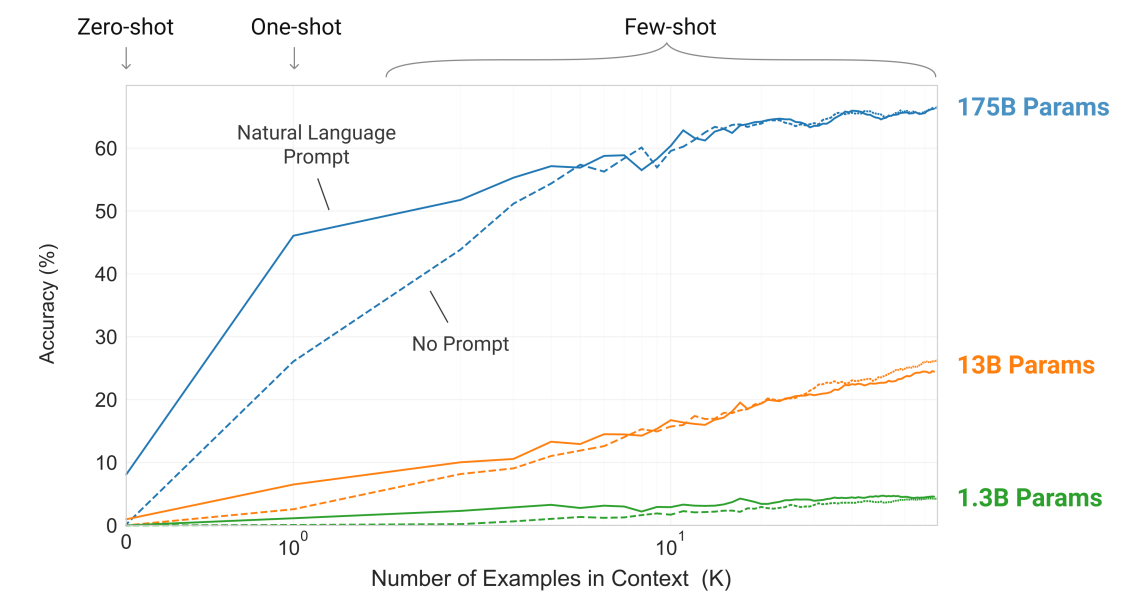 Zero-shot
One-shot
Few-shot
175B Params
Natural Language
Prompt
60
50
40
Accuracy (%)
No Prompt
30
13B Params
20
10
1.3B Params
0
0
10^0
10^1
Number of Examples in Context (K)